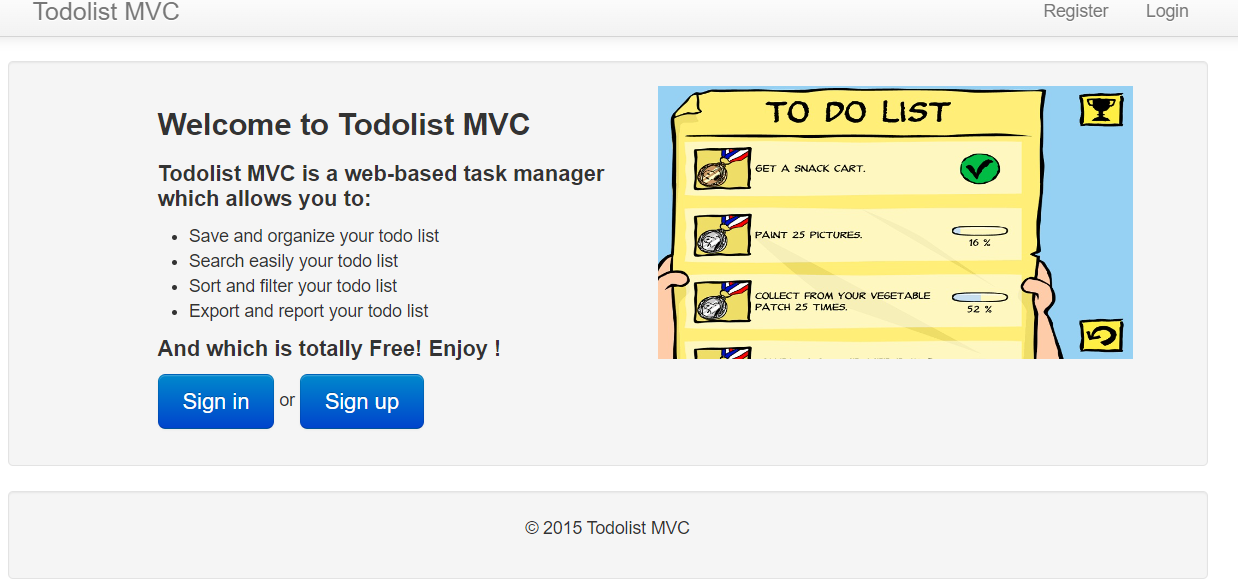 Todolist MVC
Register
Login
Welcome to Todolist MVC
Todolist MVC is a web-based task manager
which allows you to:
Save and organize your todo list
Search easily your todo list
Sort and filter your todo list
Export and report your todo list
And which is totally Free! Enjoy !
Sign in or Sign up
TO DO LIST
GET A SNACK CART.
PAINT 25 PICTURES.
16 %
COLLECT FROM YOUR VEGETABLE
PATCH 25 TIMES.
52 %
© 2015 Todolist MVC